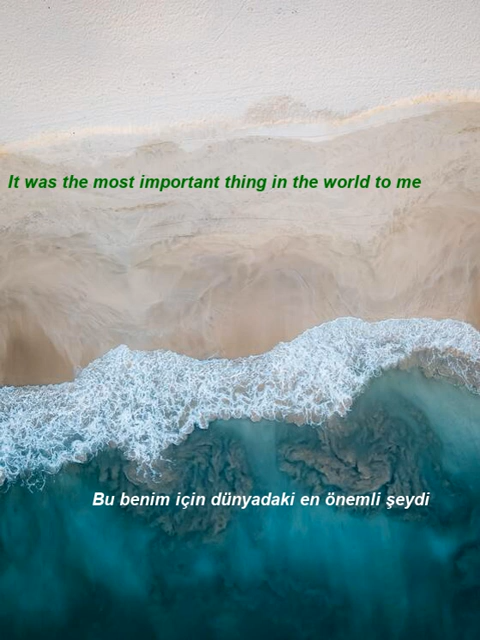 It was the most important thing in the world to me
Bu benim için dünyadaki en önemli şeydi